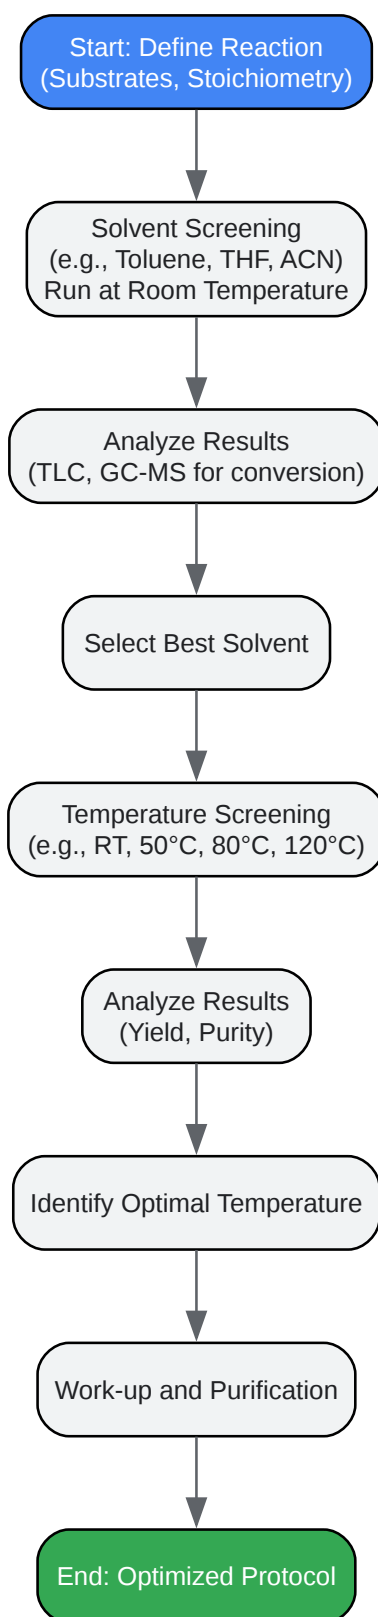 Start: Define Reaction
(Substrates, Stoichiometry)
Solvent Screening
(e.g., Toluene, THF, ACN)
Run at Room Temperature
Analyze Results
(TLC, GC-MS for conversion)
Select Best Solvent
Temperature Screening
(e.g., RT, 50°C, 80°C, 120°C)
Analyze Results
(Yield, Purity)
Identify Optimal Temperature
Work-up and Purification
End: Optimized Protocol